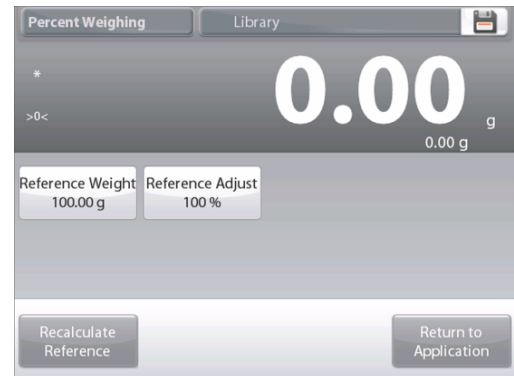 Percent Weighing
Library
*
0.00 g
>0<
0.00 g
Reference Weight
100.00 g
Reference Adjust
100 %
Recalculate
Reference
Return to
Application